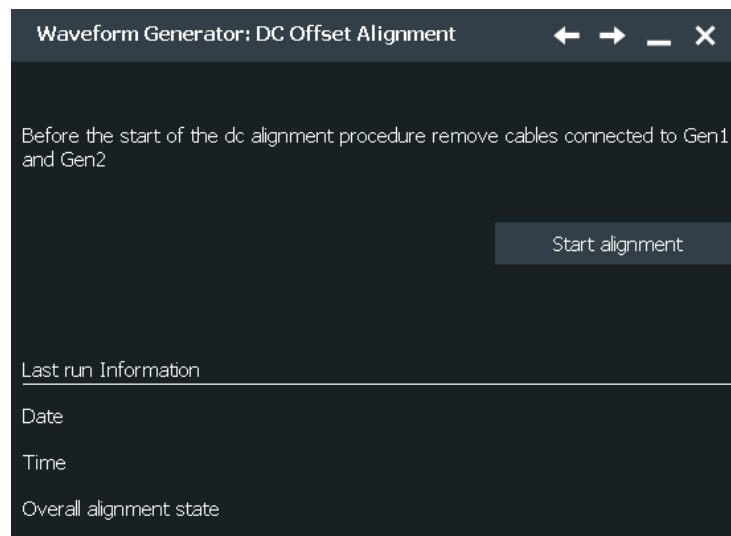 Waveform Generator: DC Offset Alignment
Before the start of the dc alignment procedure remove cables connected to Gen1
and Gen2
Start alignment
Last run Information
Date
Time
Overall alignment state